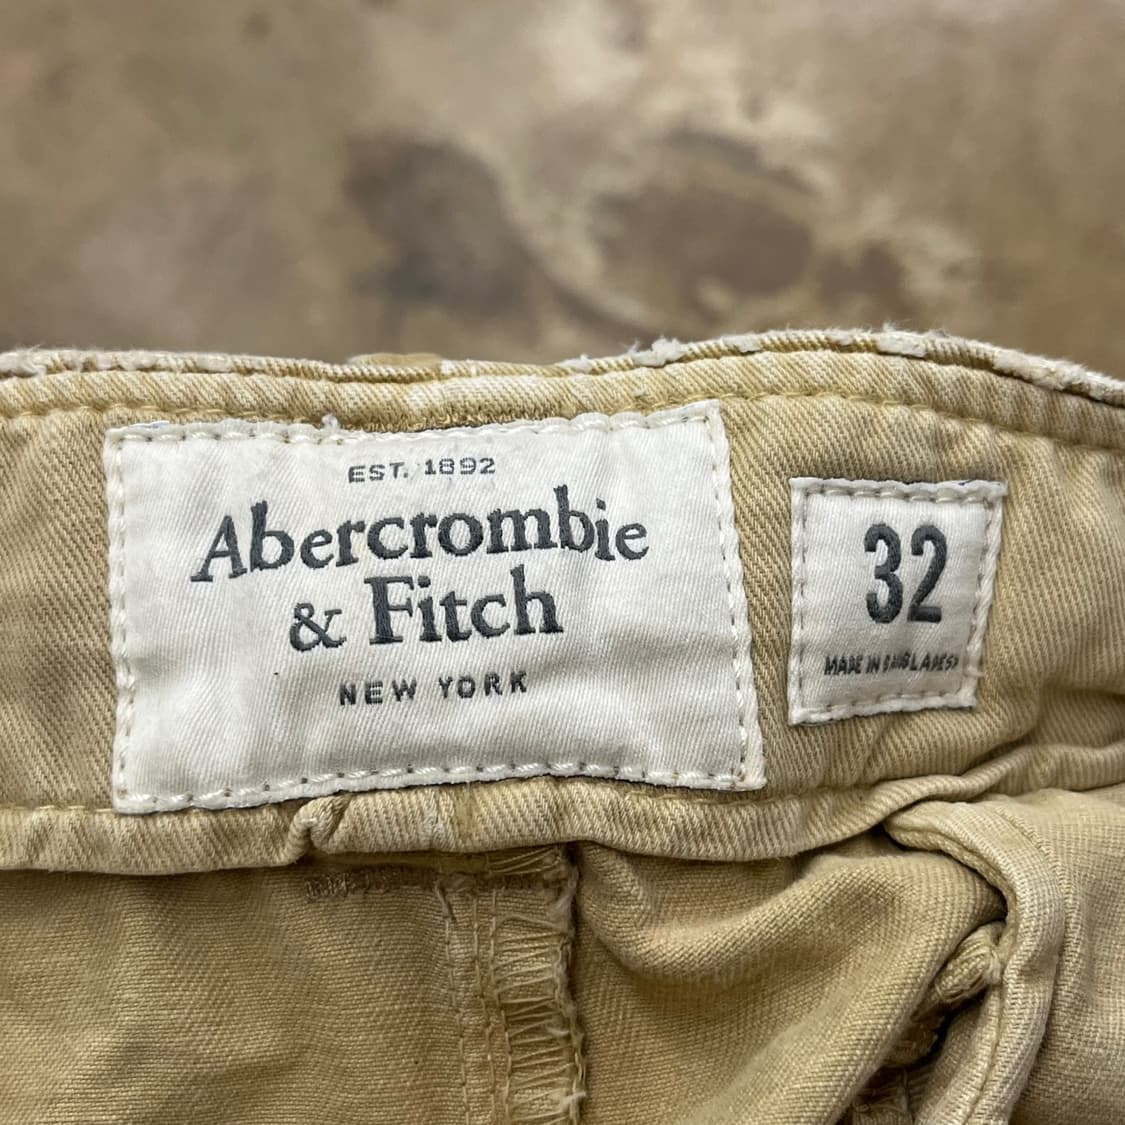 EST. 1892
Abercrombie
& Fitch
NEW YORK
32
MADE IN BANGLADESH